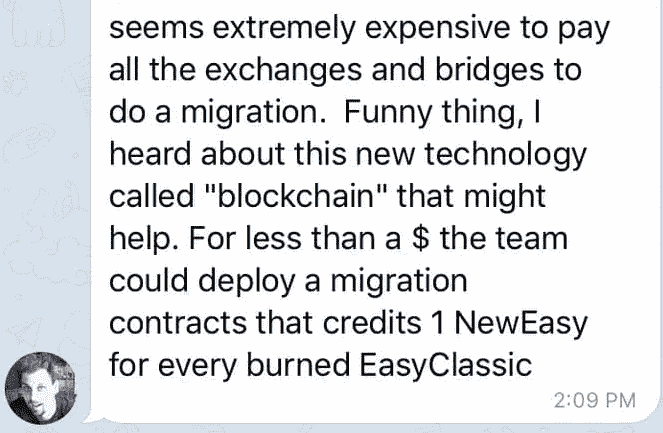 seems extremely expensive to pay
all the exchanges and bridges to
do a migration.  Funny thing, I
heard about this new technology
called "blockchain" that might
help. For less than a $ the team
could deploy a migration
contracts that credits 1 NewEasy
for every burned EasyClassic
2:09 PM